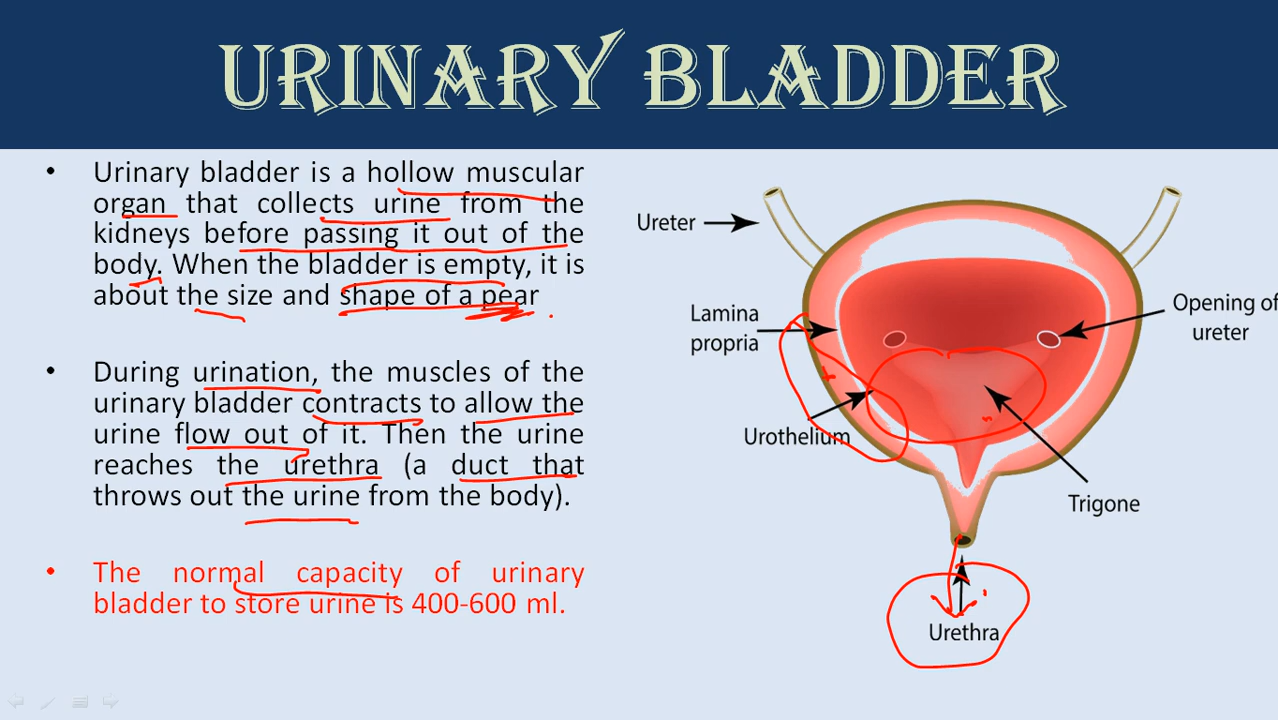 URINARY BLADDER
• Urinary bladder is a hollow muscular
organ that collects urine from the
kidneys before passing it out of the
body. When the bladder is empty, it is
about the size and shape of a pear
• During urination, the muscles of the
urinary bladder contracts to allow the
urine flow out of it. Then the urine
reaches the urethra (a duct that
throws out the urine from the body).
• The normal capacity of urinary
bladder to store urine is 400-600 ml.
Ureter
Lamina
propria
Urothelium
Opening of
ureter
Trigone
Urethra